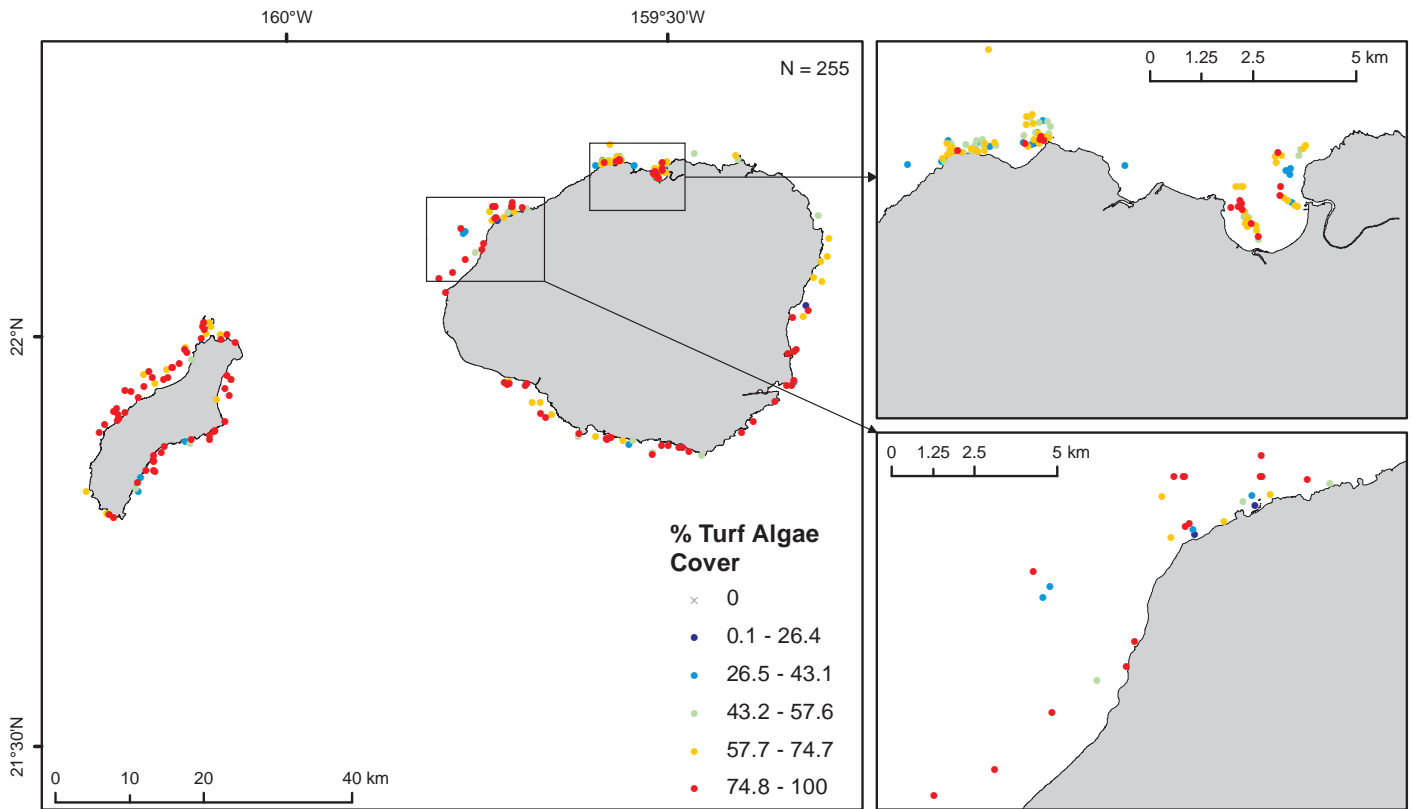 160°W
159°30'W
N = 255
0 1.25 2.5 5 km
22°N
0 1.25 2.5 5 km
% Turf Algae
Cover
× 0
0.1 - 26.4
26.5 - 43.1
43.2 - 57.6
57.7 - 74.7
74.8 - 100
21°30'N
0 10 20 40 km